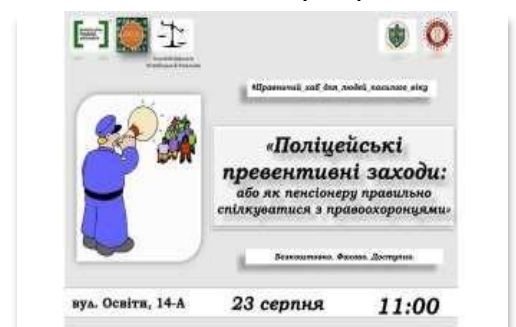 #Правничий_хаб_для_людей_похилого_віку
«Поліцейські
превентивні заходи:
або як пенсіонеру правильно
спілкуватися з правоохоронцями»
Безкоштовно. Фахово. Доступно.
вул. Освіти, 14-А 23 серпня 11:00